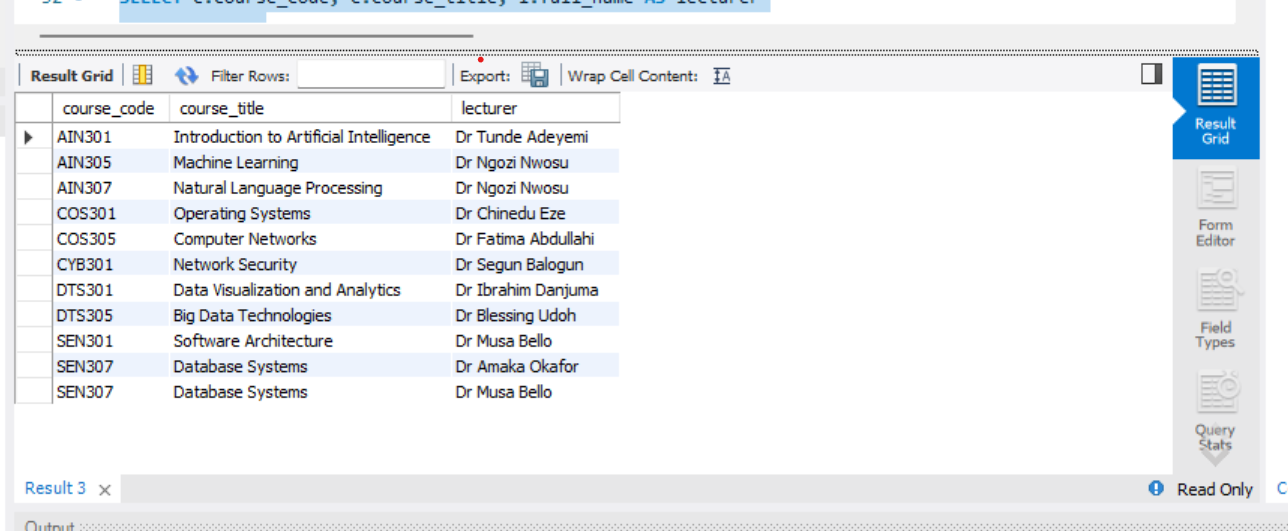 SELECT c.course_code, c.course_title, l.full_name AS lecturer
Result Grid Filter Rows: Export: Wrap Cell Content:
course_code course_title lecturer
AIN301 Introduction to Artificial Intelligence Dr Tunde Adeyemi
AIN305 Machine Learning Dr Ngozi Nwosu
AIN307 Natural Language Processing Dr Ngozi Nwosu
COS301 Operating Systems Dr Chinedu Eze
COS305 Computer Networks Dr Fatima Abdullahi
CYB301 Network Security Dr Segun Balogun
DTS301 Data Visualization and Analytics Dr Ibrahim Danjuma
DTS305 Big Data Technologies Dr Blessing Udoh
SEN301 Software Architecture Dr Musa Bello
SEN307 Database Systems Dr Amaka Okafor
SEN307 Database Systems Dr Musa Bello
Result
Grid
Form
Editor
Field
Types
Query
Stats
Result 3 Read Only
Output